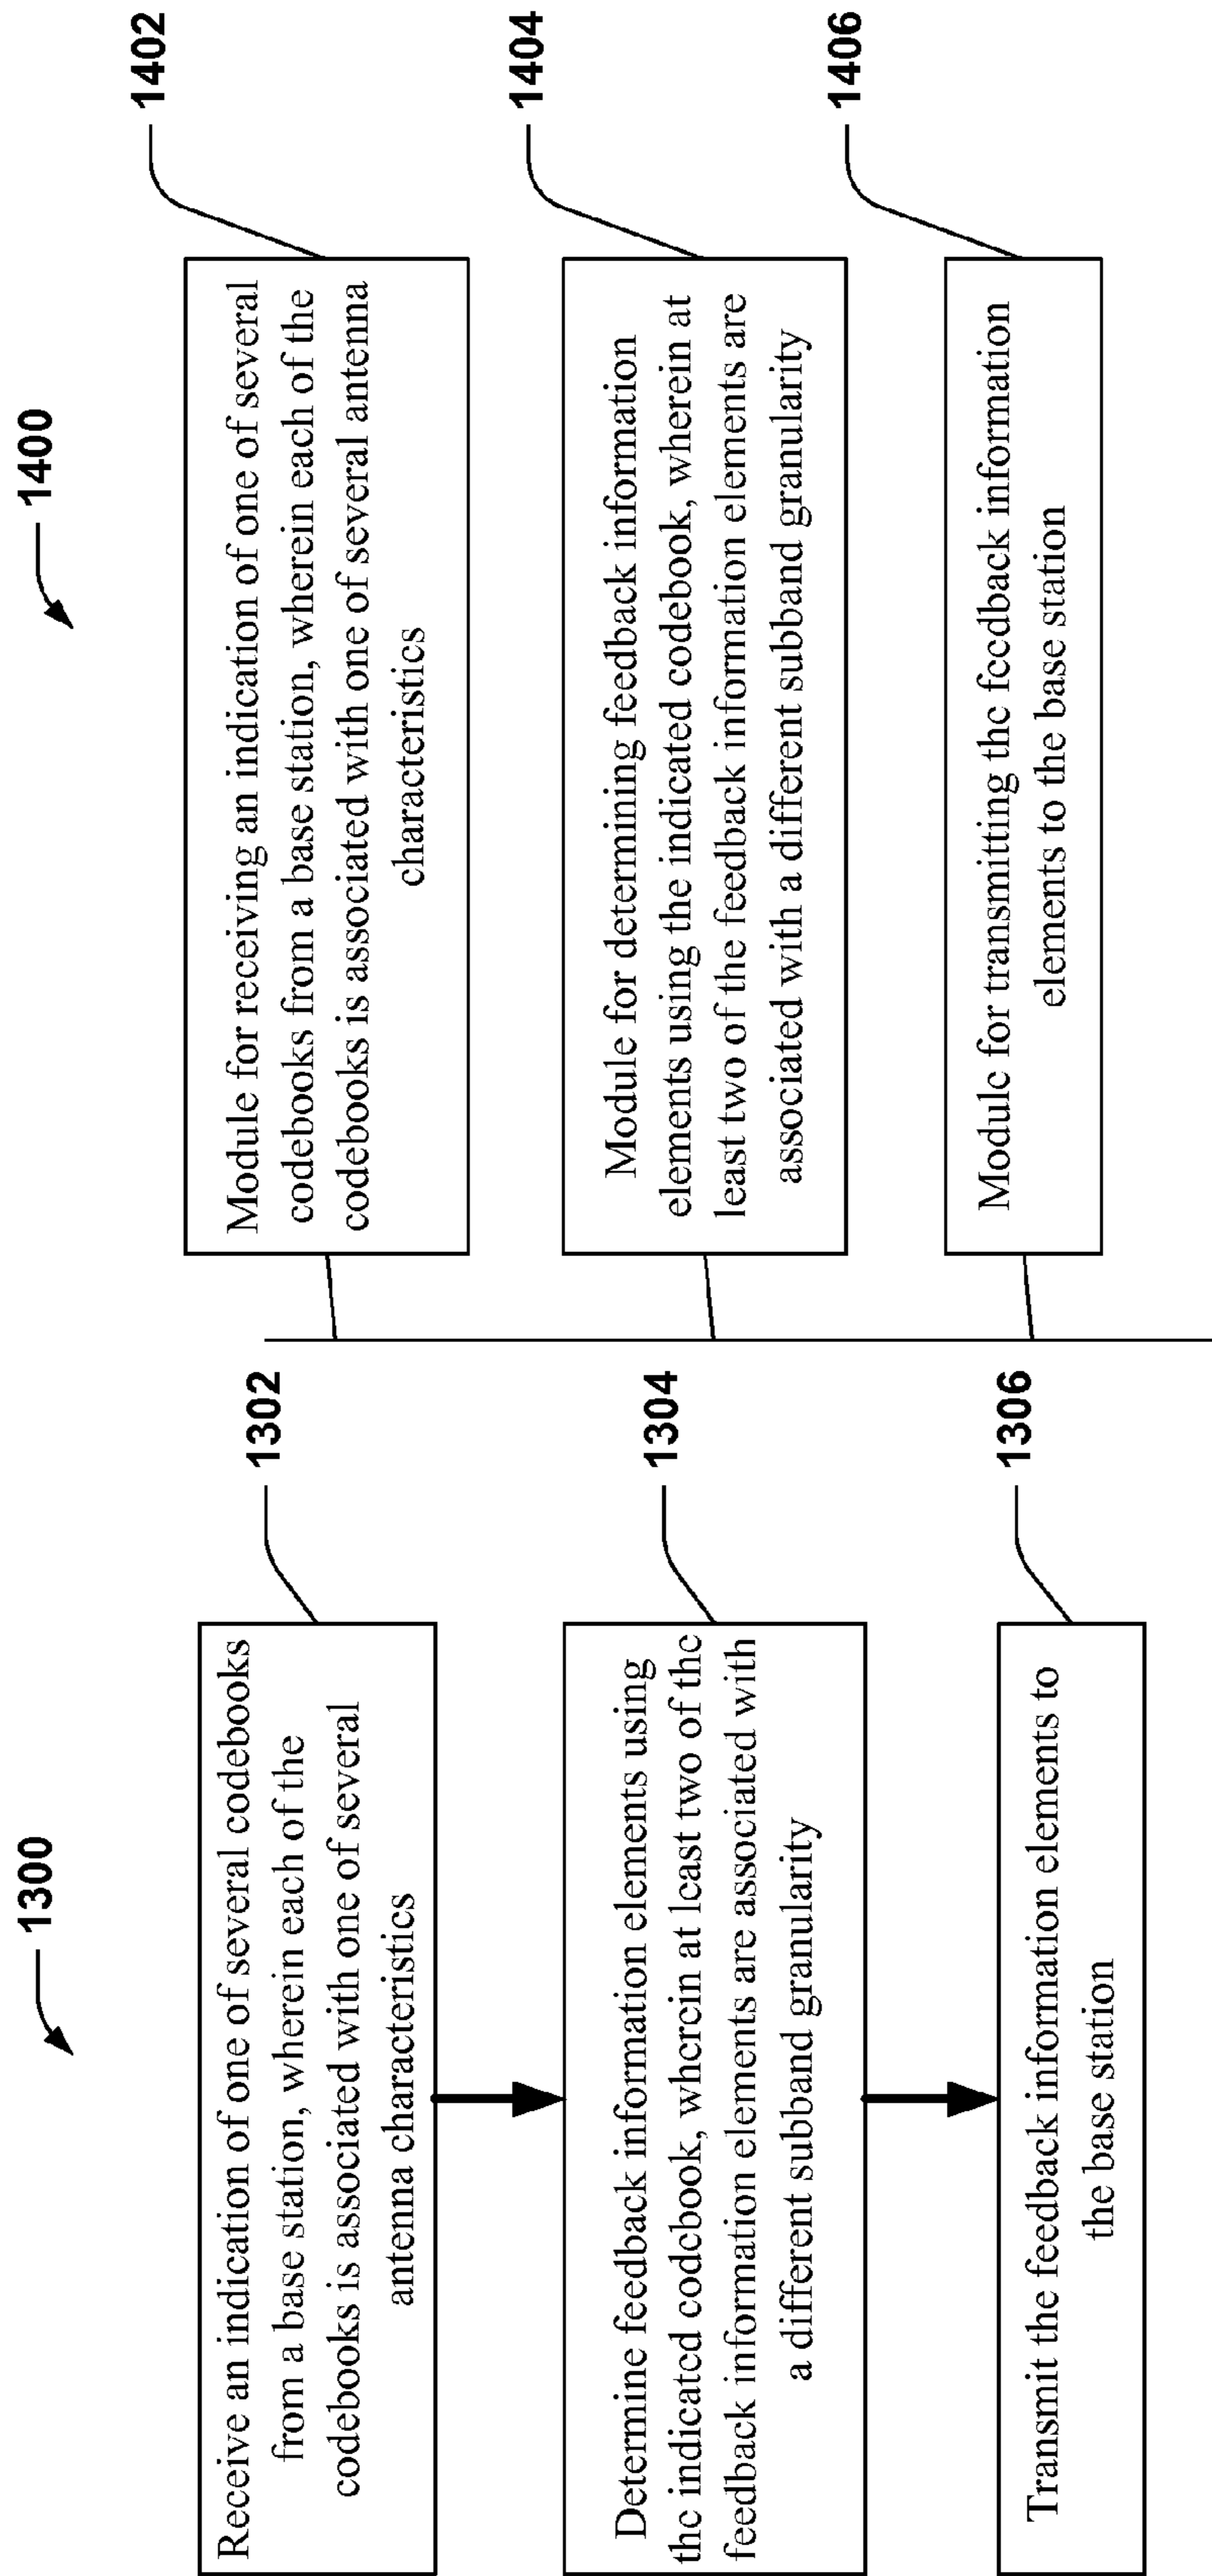 1300
Receive an indication of one of several codebooks
from a base station, wherein each of the
codebooks is associated with one of several
antenna characteristics
1302
Determine feedback information elements using
the indicated codebook, wherein at least two of the
feedback information elements are associated with
a different subband granularity
1304
Transmit the feedback information elements to
the base station
1306
1400
Module for receiving an indication of one of several
codebooks from a base station, wherein each of the
codebooks is associated with one of several antenna
characteristics
1402
Module for determining feedback information
elements using the indicated codebook, wherein at
least two of the feedback information elements are
associated with a different subband granularity
1404
Module for transmitting the feedback information
elements to the base station
1406